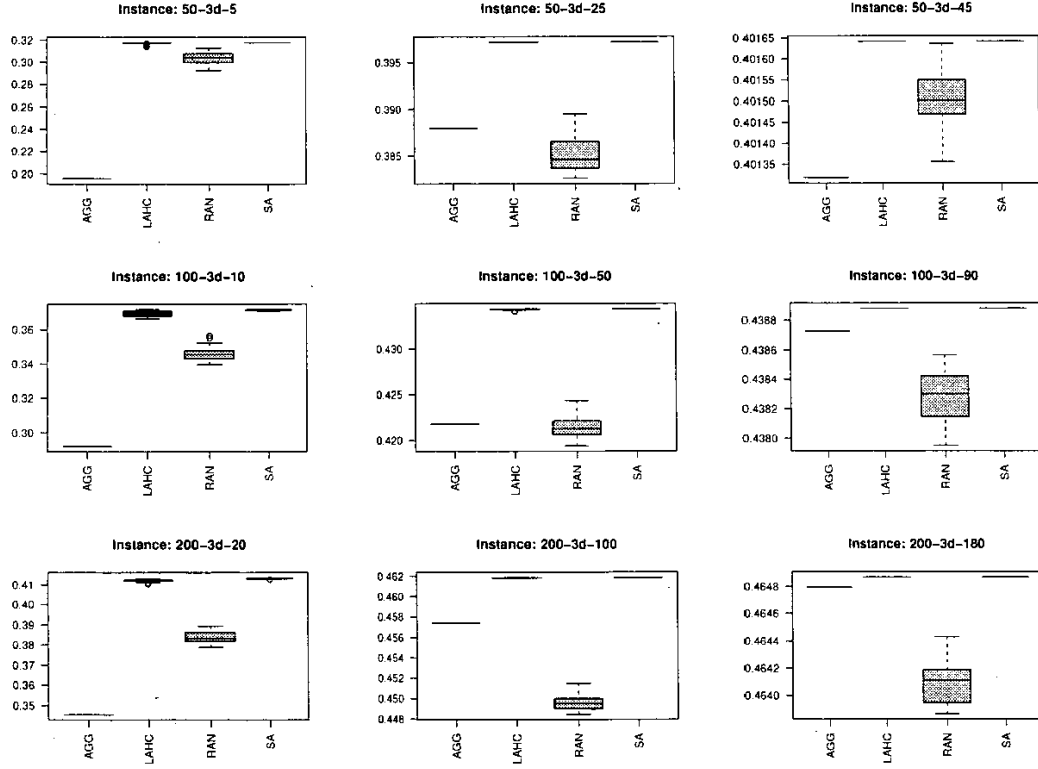 Instance: 50-3d-5
0.32
0.30
0.28
0.26
0.24
0.22
0.20
AGG
LAHC
RAN
SA
Instance: 50-3d-25
0.395
0.390
0.385
AGG
LAHC
RAN
SA
Instance: 50-3d-45
0.40165
0.40160
0.40155
0.40150
0.40140
0.40135
AGG
LAHC
RAN
SA
Instance: 100-3d-10
0.36
0.34
0.32
0.30
AGG
LAHC
RAN
SA
Instance: 100-3d-50
0.430
0.425
0.420
AGG
LAHC
RAN
SA
Instance: 100-3d-90
0.4388
0.4386
0.4384
0.4382
0.4380
AGG
LAHC
RAN
SA
Instance: 200-3d-20
0.41
0.40
0.39
0.38
0.37
0.36
0.35
AGG
LAHC
RAN
SA
Instance: 200-3d-100
0.462
0.460
0.458
0.456
0.454
0.452
0.450
0.448
AGG
LAHC
RAN
SA
Instance: 200-3d-180
0.4648
0.4646
0.4644
0.4642
0.4640
AGG
LAHC
RAN
SA